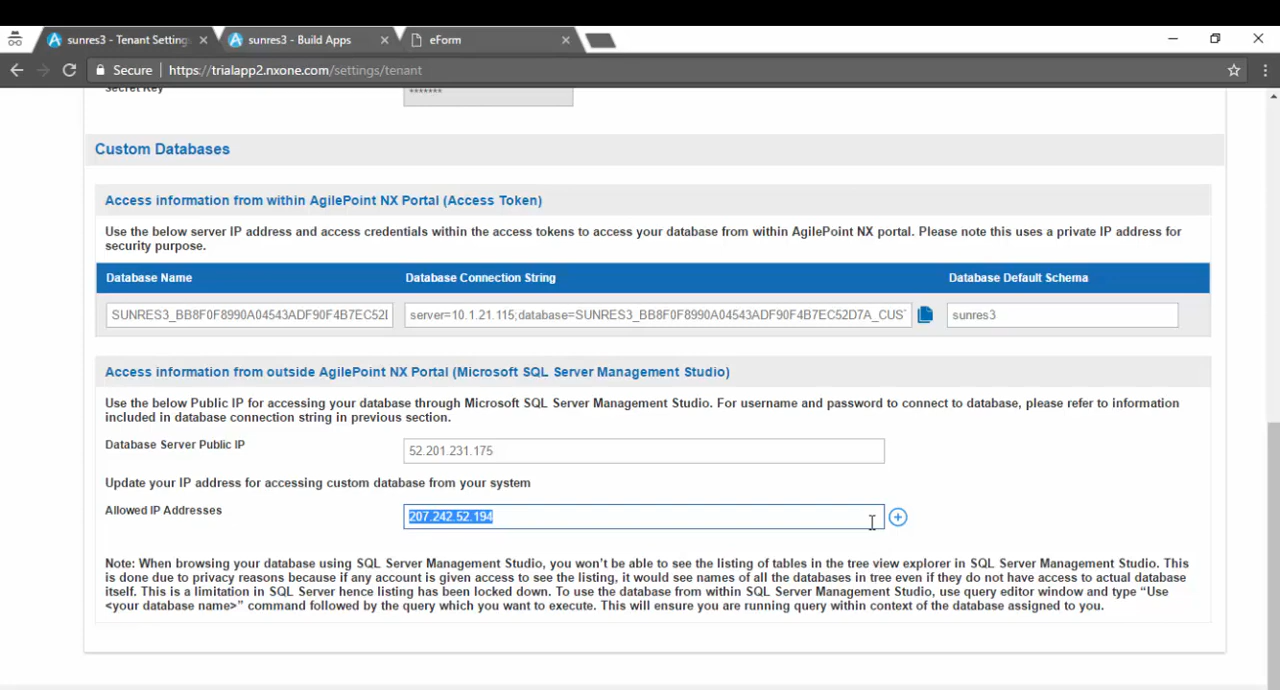 sunres3 - Tenant Setting
sunres3 - Build Apps
eForm
Secure
https://trialapp2.nxone.com/settings/tenant
Secret Key
*******
Custom Databases
Access information from within AgilePoint NX Portal (Access Token)
Use the below server IP address and access credentials within the access tokens to access your database from within AgilePoint NX portal. Please note this uses a private IP address for
security purpose.
Database Name
Database Connection String
Database Default Schema
SUNRES3_BB8F0F8990A04543ADF90F4B7EC52I
server=10.1.21.115;database=SUNRES3_BB8F0F8990A04543ADF90F4B7EC52D7A_CUS
sunres3
Access information from outside AgilePoint NX Portal (Microsoft SQL Server Management Studio)
Use the below Public IP for accessing your database through Microsoft SQL Server Management Studio. For username and password to connect to database, please refer to information
included in database connection string in previous section.
Database Server Public IP
52.201.231.175
Update your IP address for accessing custom database from your system
Allowed IP Addresses
207.242.52.194
Note: When browsing your database using SQL Server Management Studio, you won't be able to see the listing of tables in the tree view explorer in SQL Server Management Studio. This
is done due to privacy reasons because if any account is given access to see the listing, it would see names of all the databases in tree even if they do not have access to actual database
itself. This is a limitation in SQL Server hence listing has been locked down. To use the database from within SQL Server Management Studio, use query editor window and type “Use
<your database name>” command followed by the query which you want to execute. This will ensure you are running query within context of the database assigned to you.